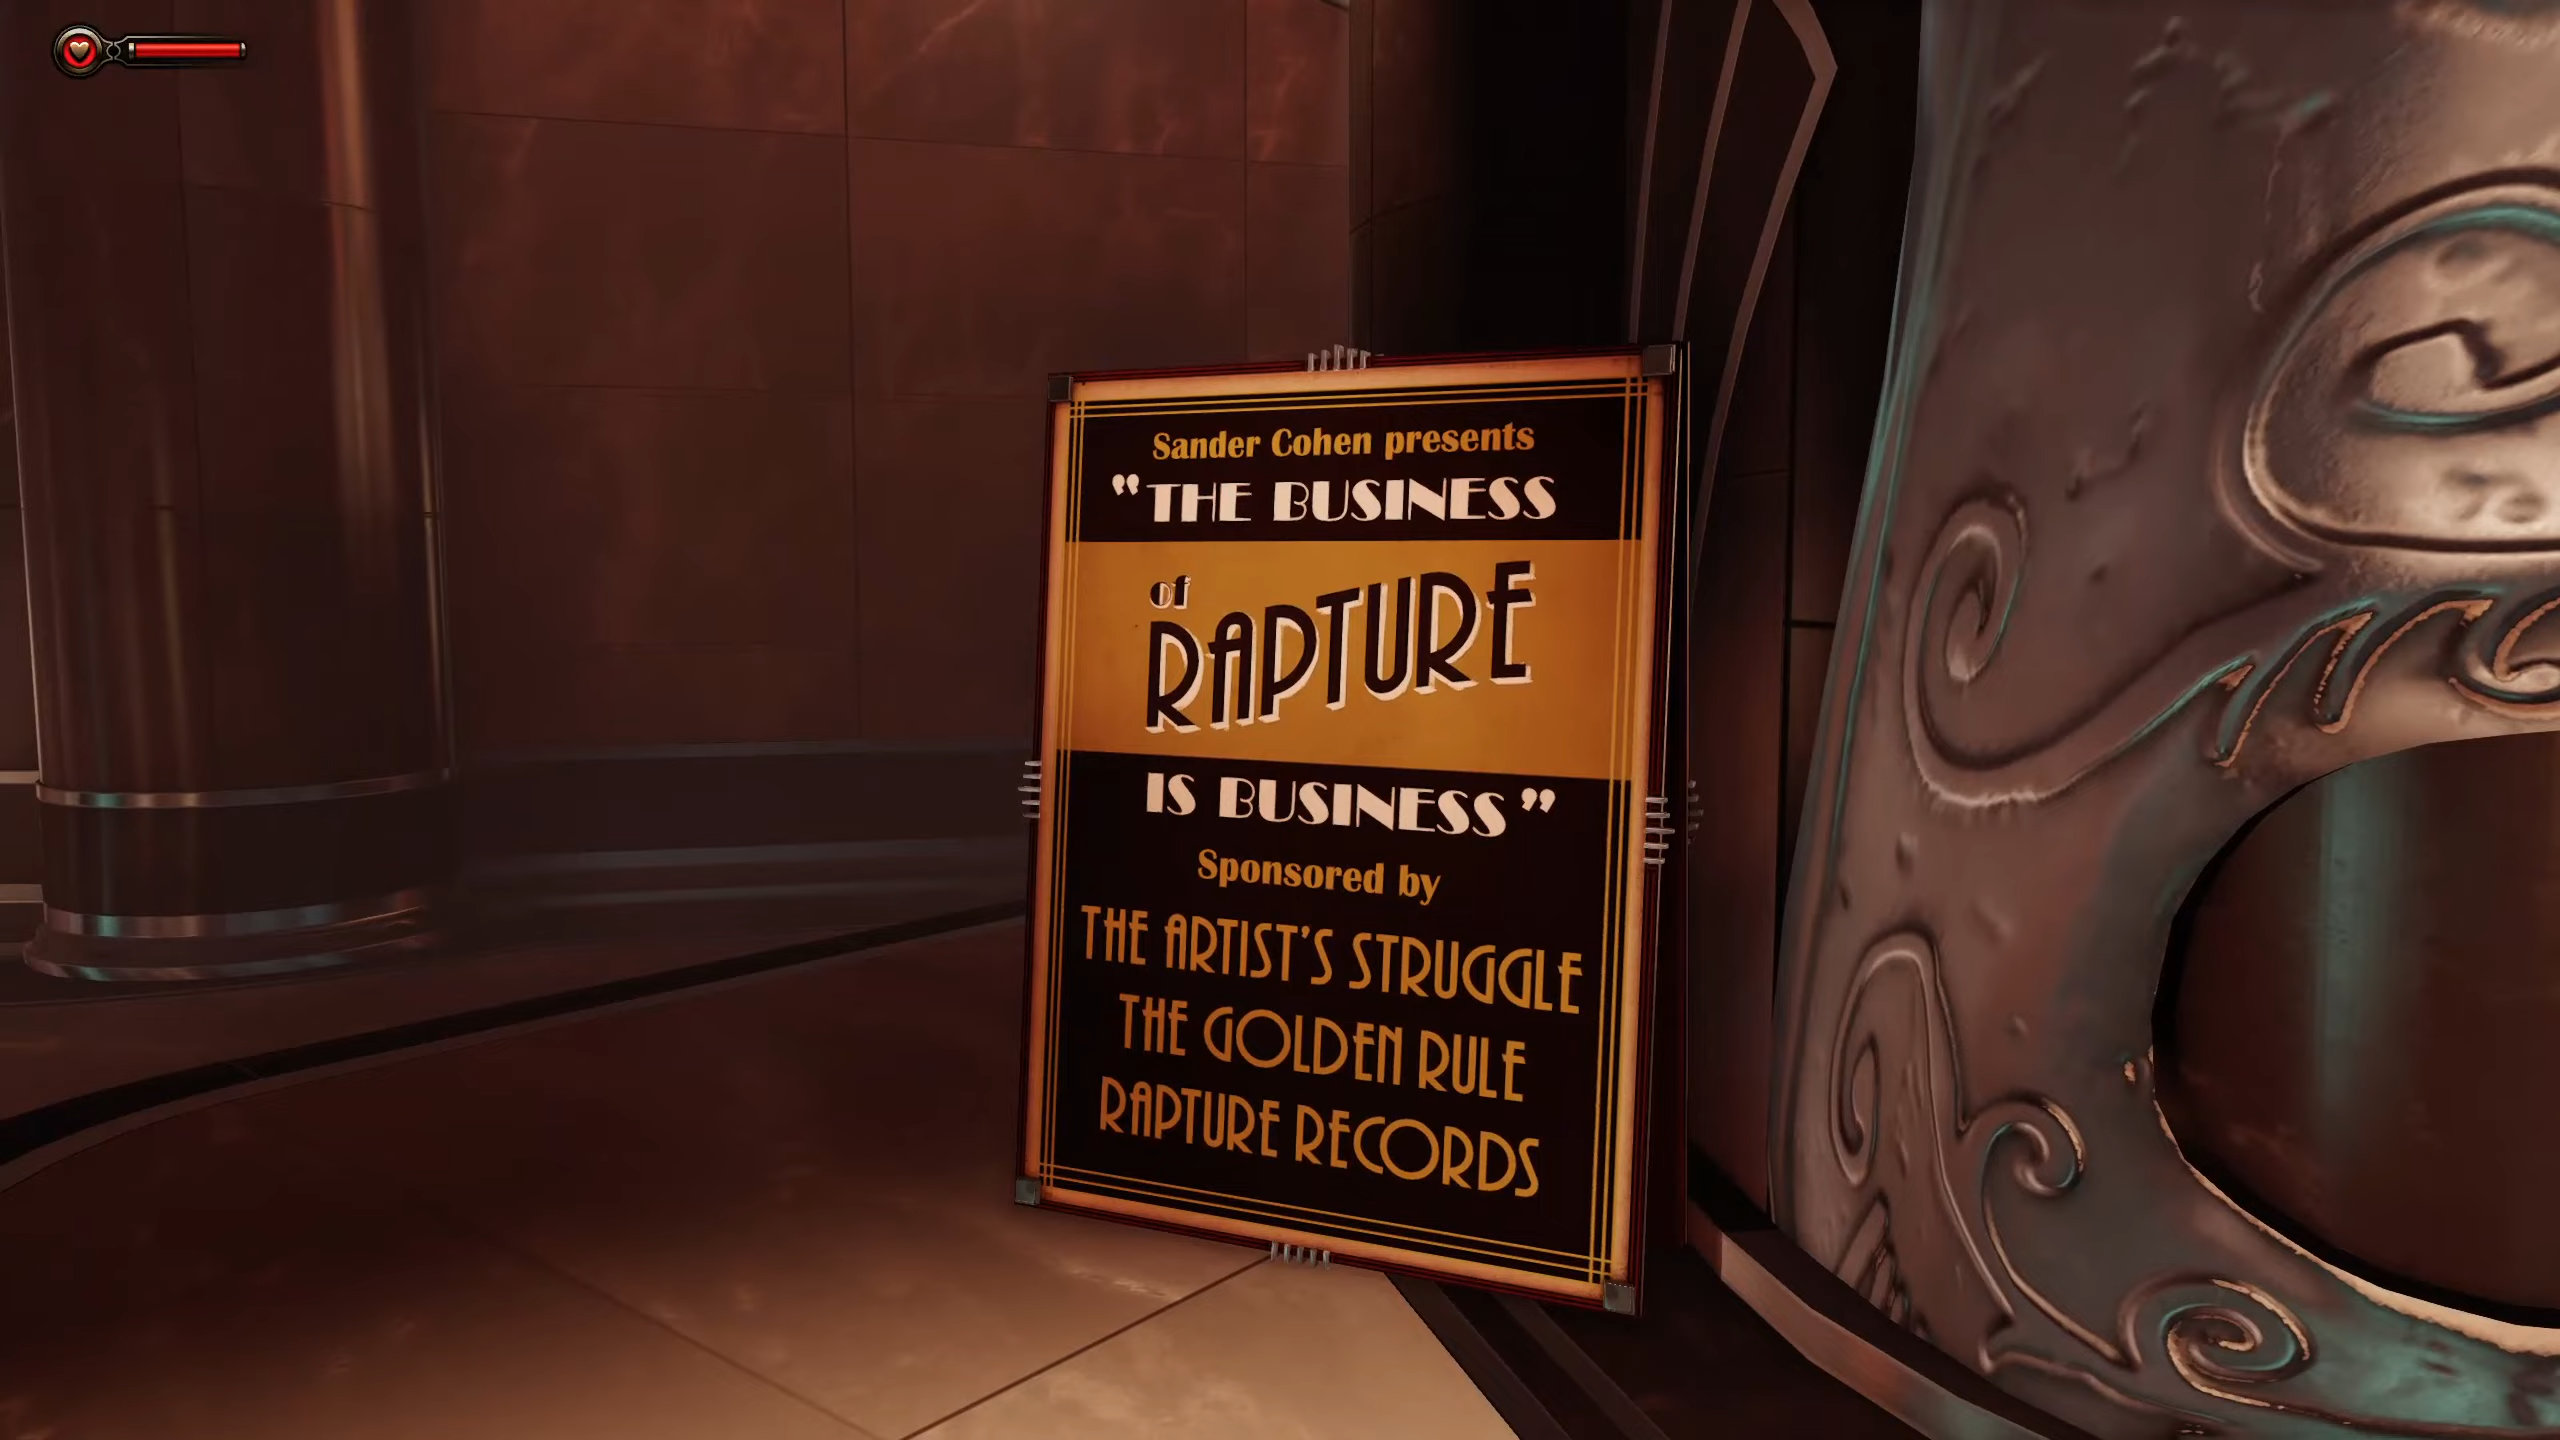 Sander Cohen presents
"THE BUSINESS
of
RAPTURE
IS BUSINESS"
Sponsored by
THE ARTIST'S STRUGGLE
THE GOLDEN RULE
RAPTURE RECORDS